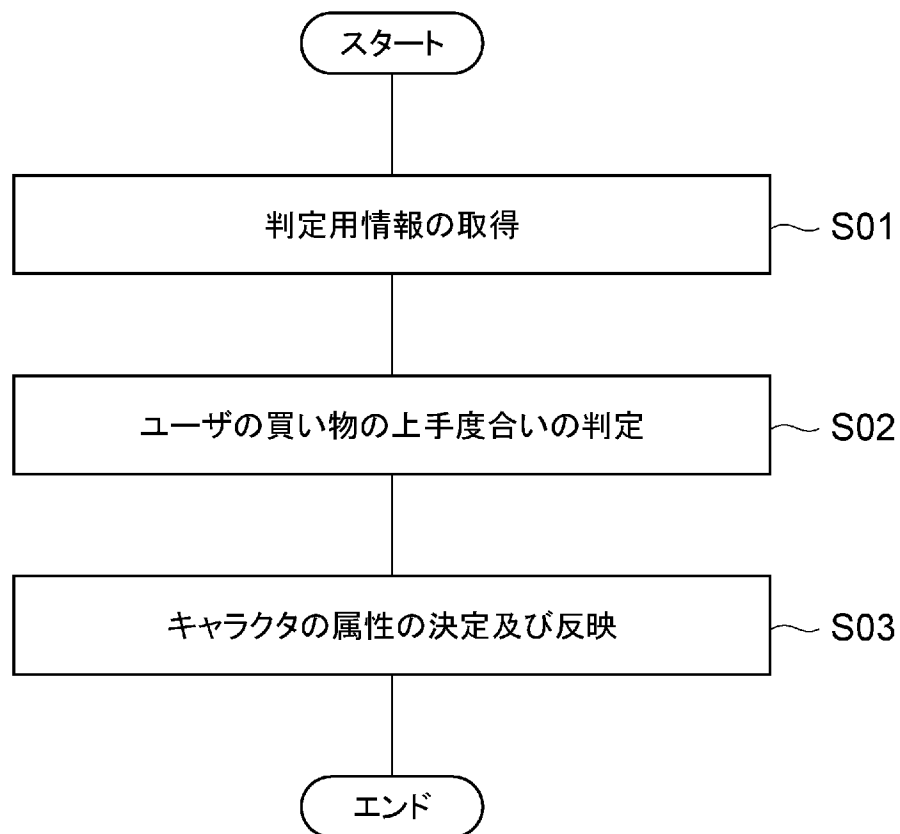 スタート
判定用情報の取得
S01
ユーザの買い物の上手度合いの判定
S02
キャラクタの属性の決定及び反映
S03
エンド